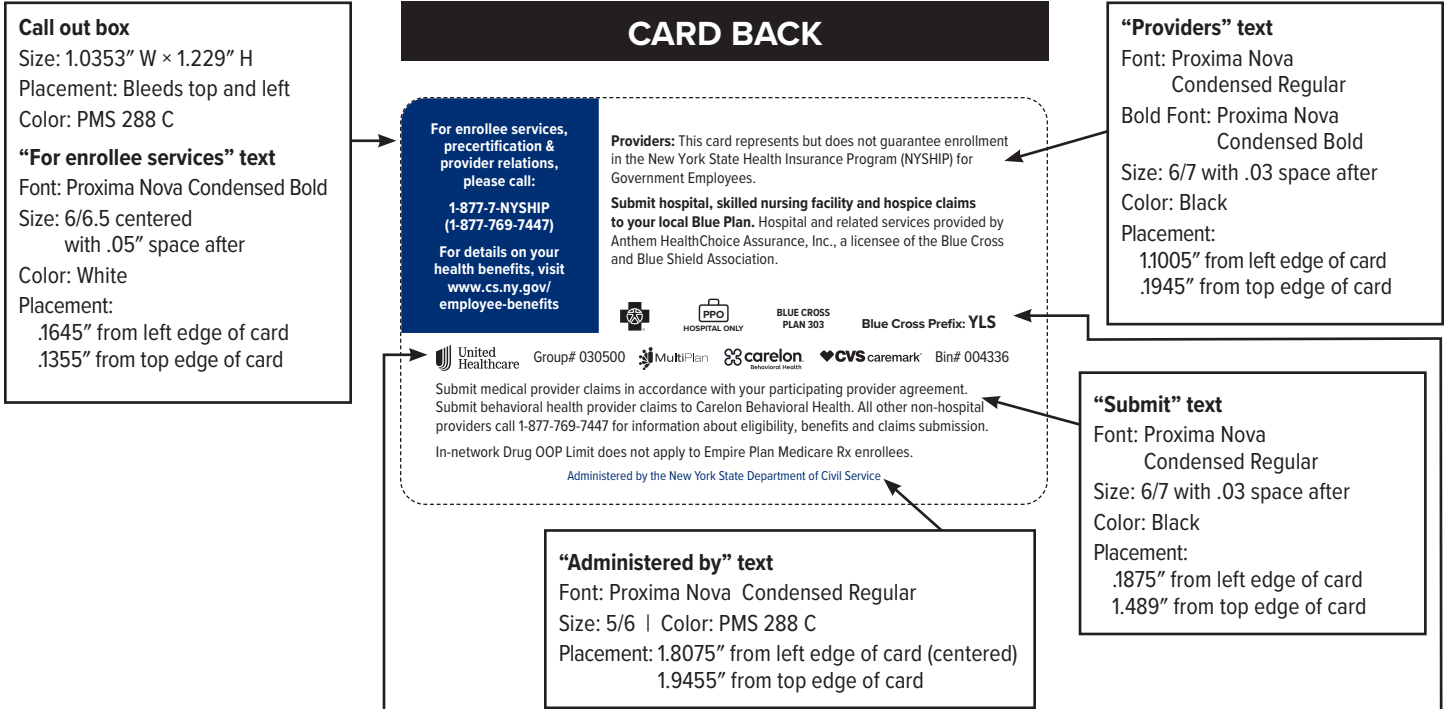 Call out box
Size: 1.0353″ W × 1.229″ H
Placement: Bleeds top and left
Color: PMS 288 C
“For enrollee services” text
Font: Proxima Nova Condensed Bold
Size: 6/6.5 centered
with .05″ space after
Color: White
Placement:
.1645″ from left edge of card
.1355″ from top edge of card
CARD BACK
For enrollee services,
precertification &
provider relations,
please call:
1-877-7-NYSHIP
(1-877-769-7447)
For details on your
health benefits, visit
www.cs.ny.gov/
employee-benefits
Providers: This card represents but does not guarantee enrollment
in the New York State Health Insurance Program (NYSHIP) for
Government Employees.
Submit hospital, skilled nursing facility and hospice claims
to your local Blue Plan. Hospital and related services provided by
Anthem HealthChoice Assurance, Inc., a licensee of the Blue Cross
and Blue Shield Association.
PPO
HOSPITAL ONLY
BLUE CROSS
PLAN 303
Blue Cross Prefix: YLS
United
Healthcare
Group# 030500
MultiPlan
carelon
Behavioral Health
CVS caremark
Bin# 004336
Submit medical provider claims in accordance with your participating provider agreement.
Submit behavioral health provider claims to Carelon Behavioral Health. All other non-hospital
providers call 1-877-769-7447 for information about eligibility, benefits and claims submission.
In-network Drug OOP Limit does not apply to Empire Plan Medicare Rx enrollees.
Administered by the New York State Department of Civil Service
“Providers” text
Font: Proxima Nova
Condensed Regular
Bold Font: Proxima Nova
Condensed Bold
Size: 6/7 with .03 space after
Color: Black
Placement:
1.1005″ from left edge of card
.1945″ from top edge of card
“Submit” text
Font: Proxima Nova
Condensed Regular
Size: 6/7 with .03 space after
Color: Black
Placement:
.1875″ from left edge of card
1.489″ from top edge of card
“Administered by” text
Font: Proxima Nova Condensed Regular
Size: 5/6 | Color: PMS 288 C
Placement: 1.8075″ from left edge of card (centered)
1.9455″ from top edge of card